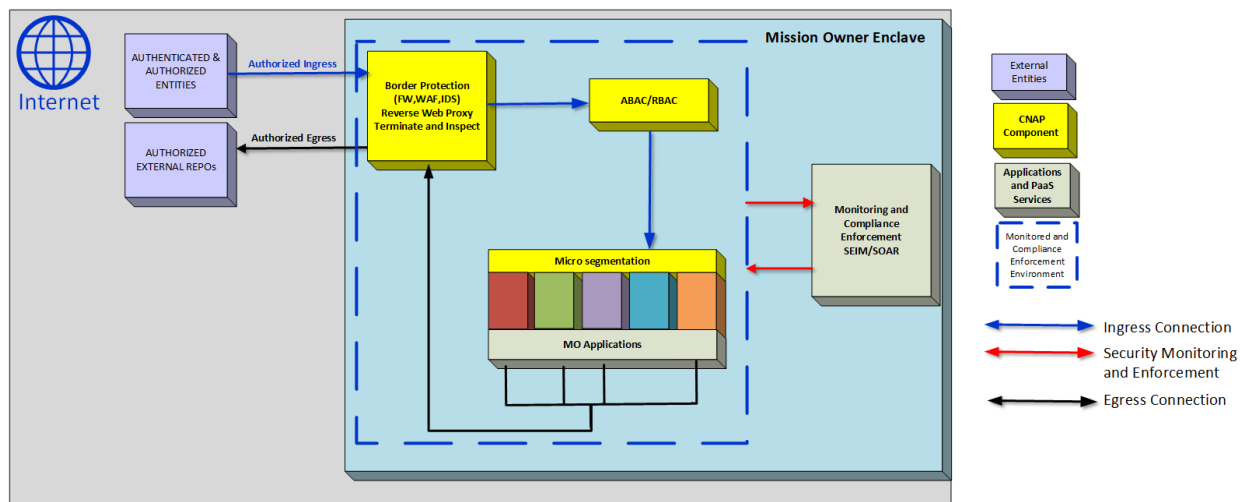 Internet
AUTHENTICATED &
AUTHORIZED
ENTITIES
Authorized Ingress
AUTHORIZED
EXTERNAL REPOs
Authorized Egress
Mission Owner Enclave
Border Protection
(FW,WAF,IDS)
Reverse Web Proxy
Terminate and Inspect
ABAC/RBAC
Micro segmentation
MO Applications
Monitoring and
Compliance
Enforcement
SEIM/SOAR
External
Entities
CNAP
Component
Applications
and PaaS
Services
Monitored and
Compliance
Enforcement
Environment
Ingress Connection
Security Monitoring
and Enforcement
Egress Connection